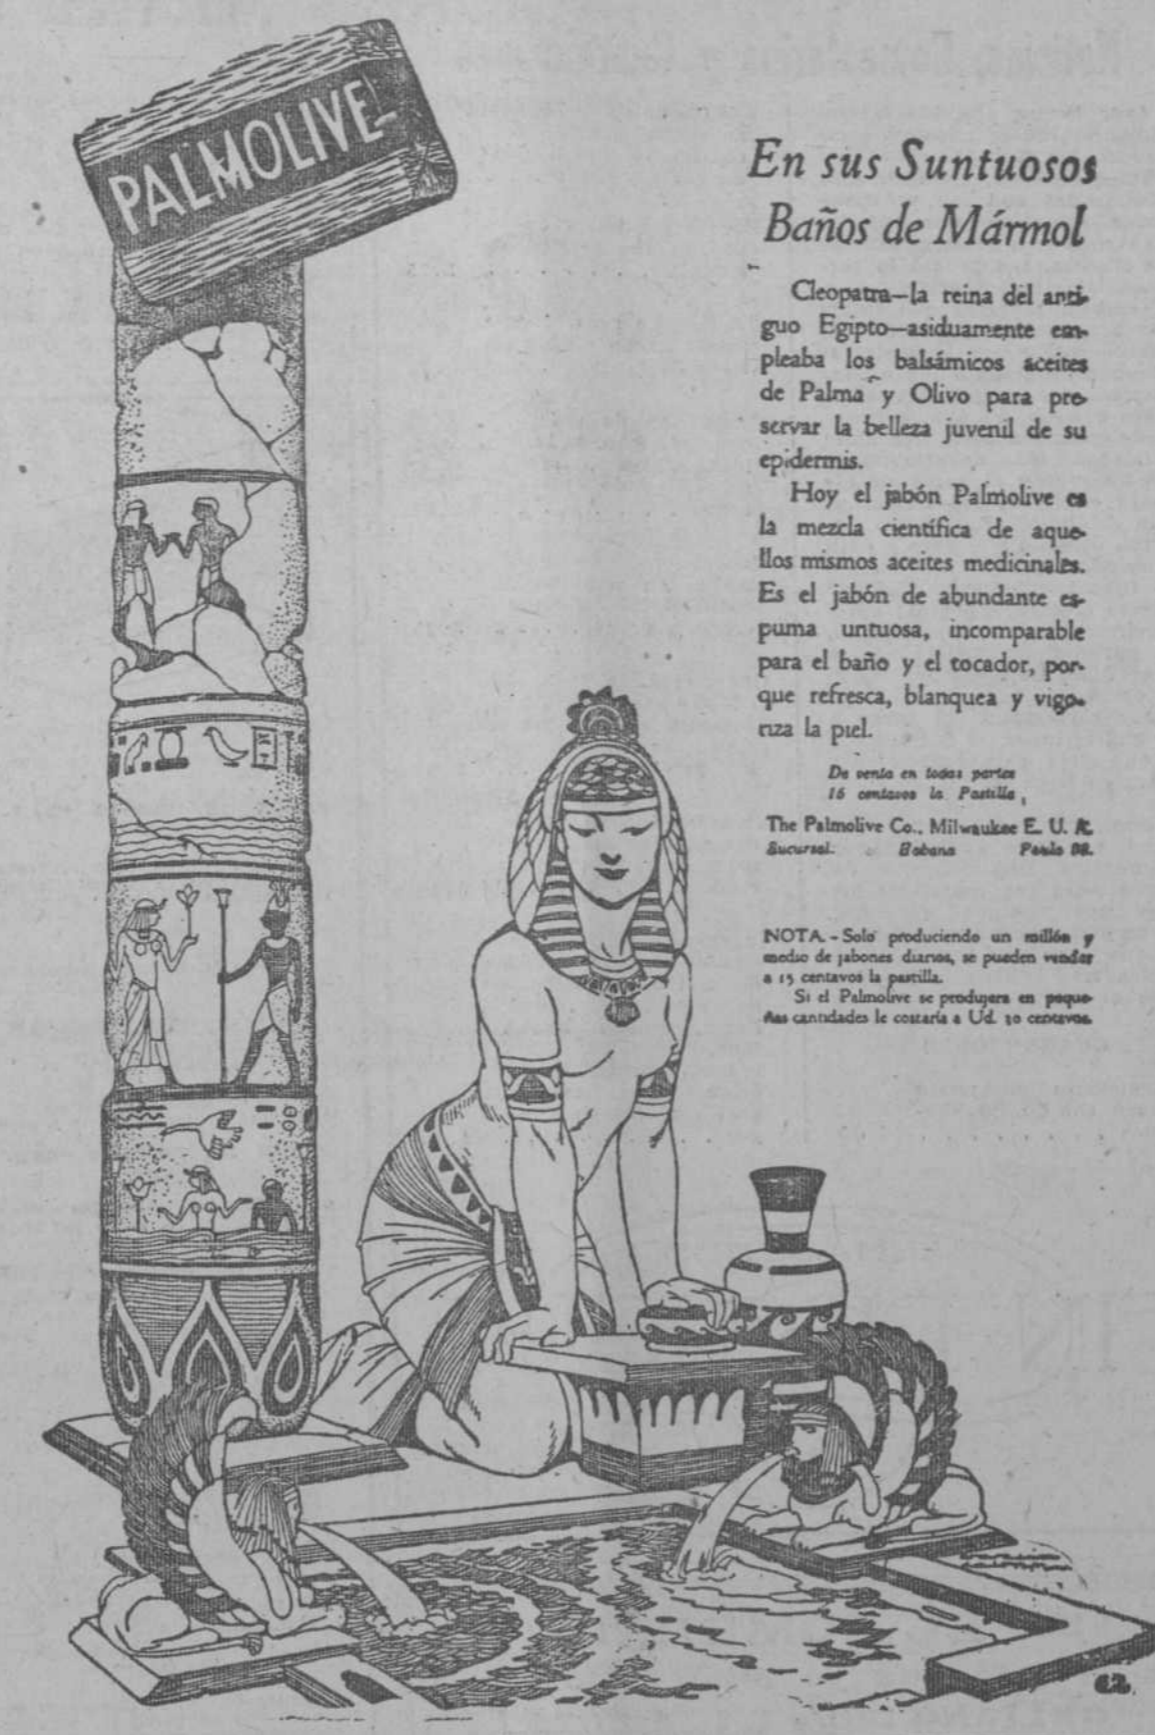 PALMOLIVE
En sus Suntuosos
Baños de Mármol
Cleopatra—la reina del anti-
guo Egipto—asiduamente em-
pleaba los balsámicos aceites
de Palma y Olivo para pre-
servar la belleza juvenil de su
epidermis.
Hoy el jabón Palmolive es
la mezcla científica de aque-
llos mismos aceites medicinales.
Es el jabón de abundante es-
puma untuosa, incomparable
para el baño y el tocador, por-
que refresca, blanquea y vigo-
riza la piel.
De venta en todas partes
16 centavos la Pastilla
The Palmolive Co., Milwaukee E. U. A.
Sucursal. Habana
NOTA.-Solo produciendo un millón y
medio de jabones diarios, se pueden vender
a 15 centavos la pastilla.
Si el Palmolive se produjera en peque-
ñas cantidades le costaría a Ud. 30 centavos.
62.